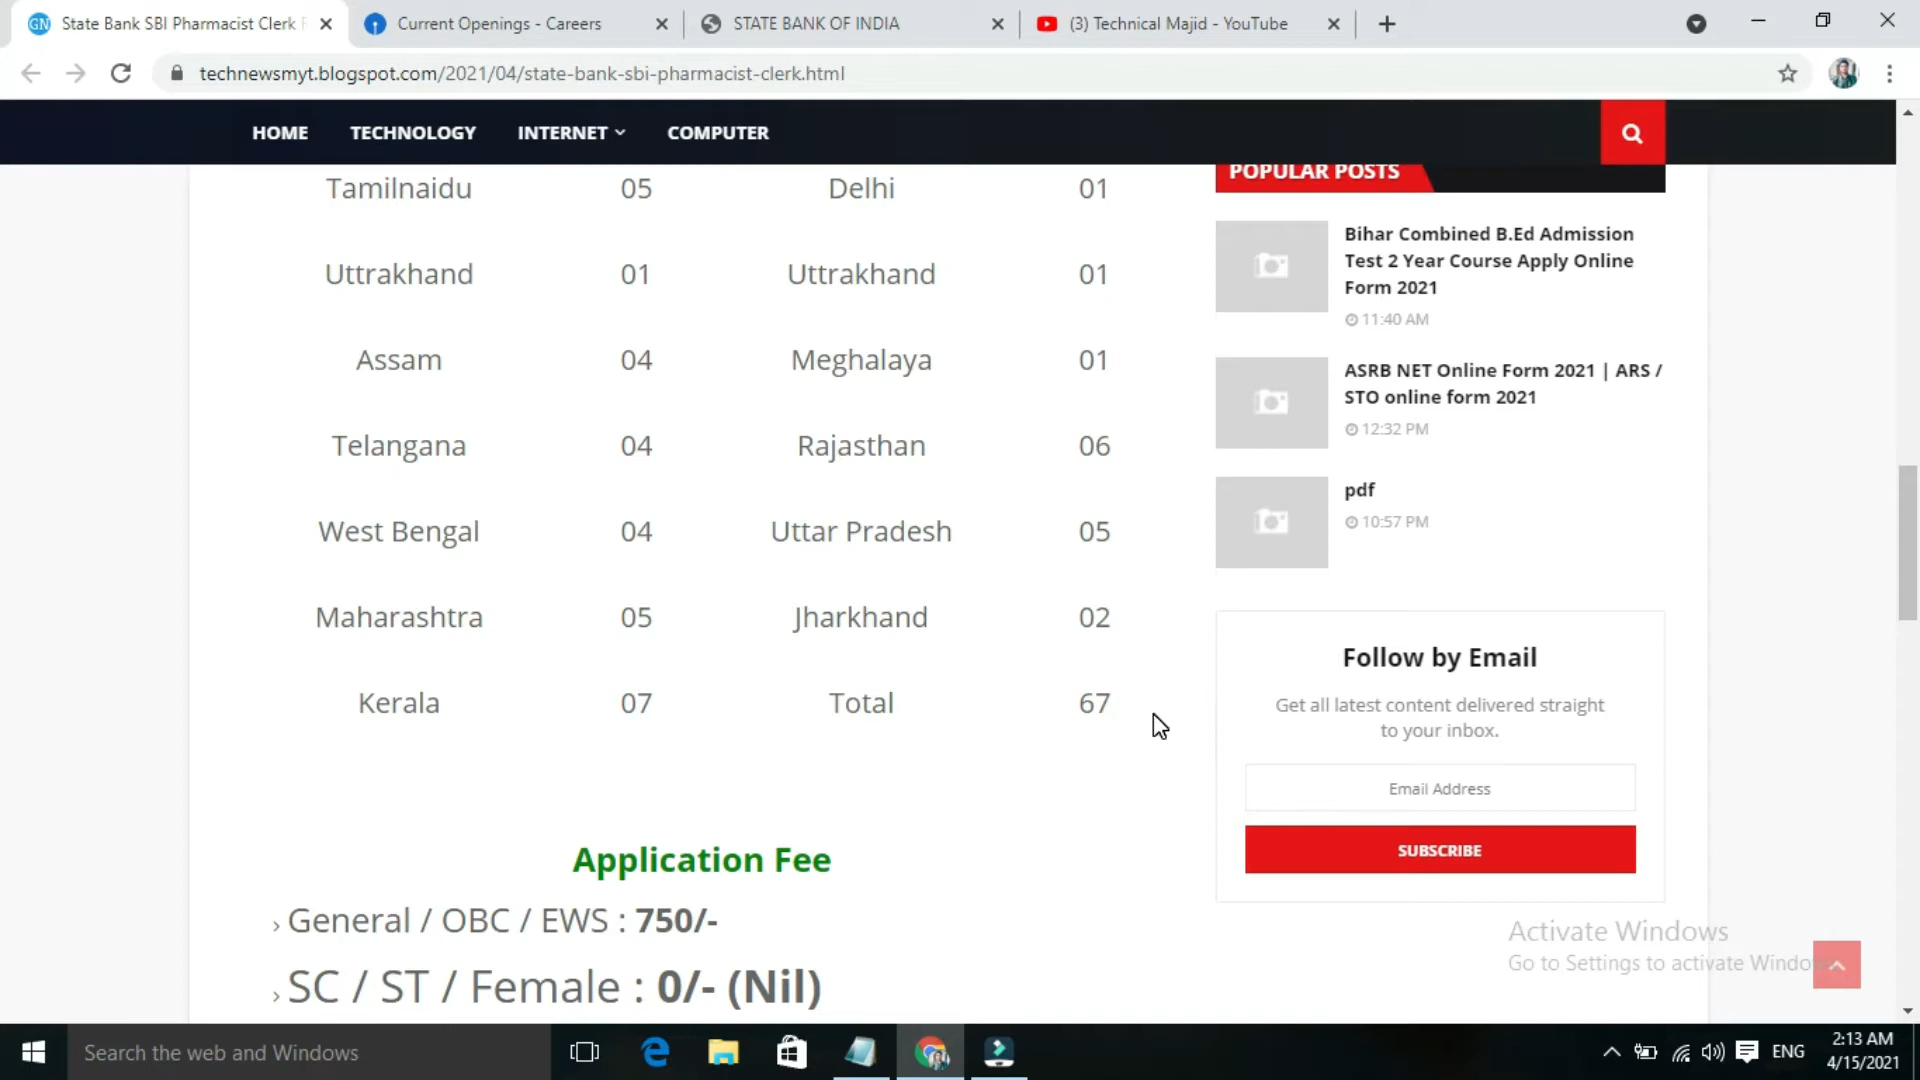 State Bank SBI Pharmacist Clerk
Current Openings - Careers
STATE BANK OF INDIA
(3) Technical Majid - YouTube
technewsmyt.blogspot.com/2021/04/state-bank-sbi-pharmacist-clerk.html
HOME TECHNOLOGY INTERNET COMPUTER
Tamilnaidu 05 Delhi 01
Uttrakhand 01 Uttrakhand 01
Assam 04 Meghalaya 01
Telangana 04 Rajasthan 06
West Bengal 04 Uttar Pradesh 05
Maharashtra 05 Jharkhand 02
Kerala 07 Total 67
Application Fee
› General / OBC / EWS : 750/-
› SC / ST / Female : 0/- (Nil)
POPULAR POSTS
Bihar Combined B.Ed Admission
Test 2 Year Course Apply Online
Form 2021
11:40 AM
ASRB NET Online Form 2021 | ARS /
STO online form 2021
12:32 PM
pdf
10:57 PM
Follow by Email
Get all latest content delivered straight
to your inbox.
Email Address
SUBSCRIBE
Activate Windows
Go to Settings to activate Windo
Search the web and Windows
ENG
2:13 AM
4/15/2021